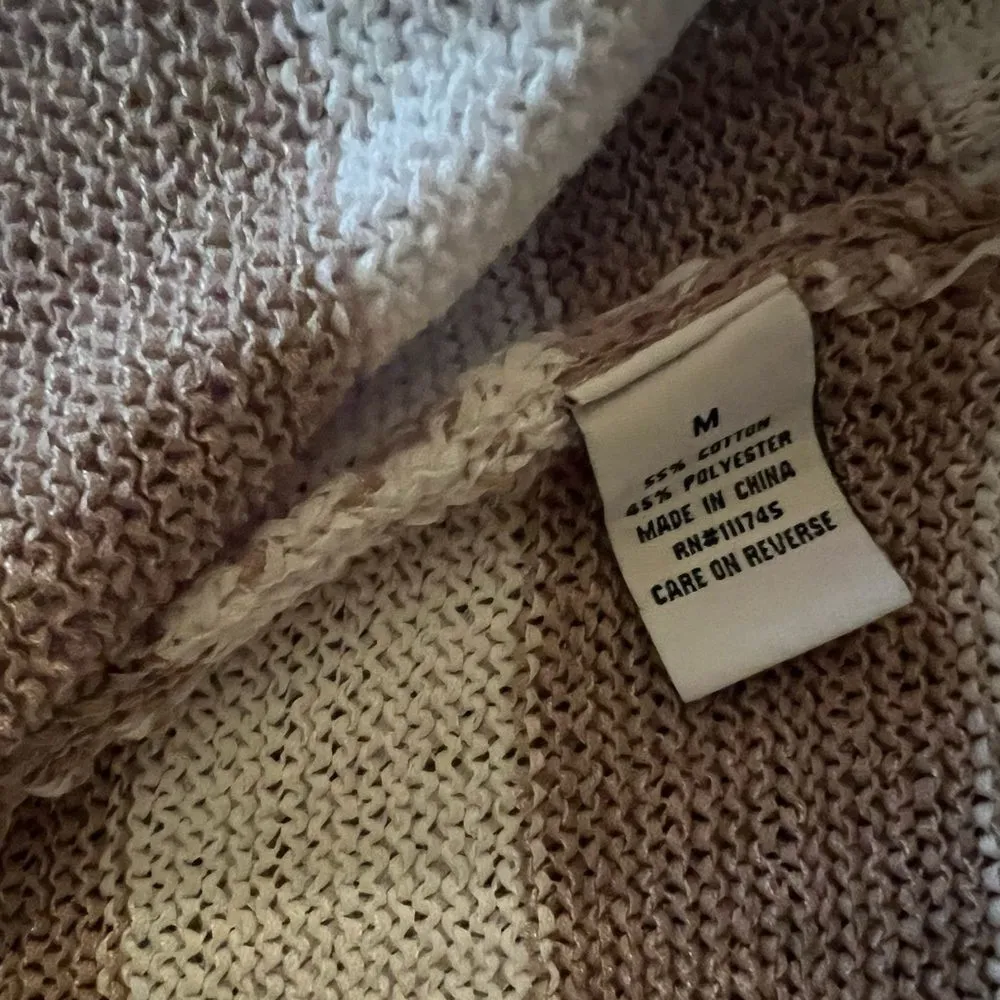 M
55% COTTON
45% POLYESTER
MADE IN CHINA
RN#111745
CARE ON REVERSE